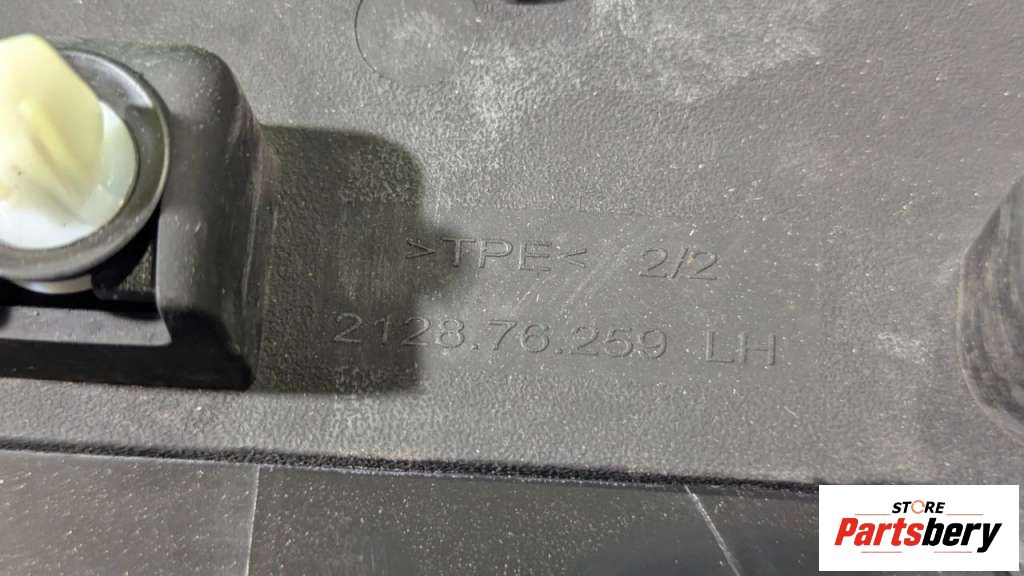 >TPE< 2/2
2128.76.259 LH
STORE
Partsbery